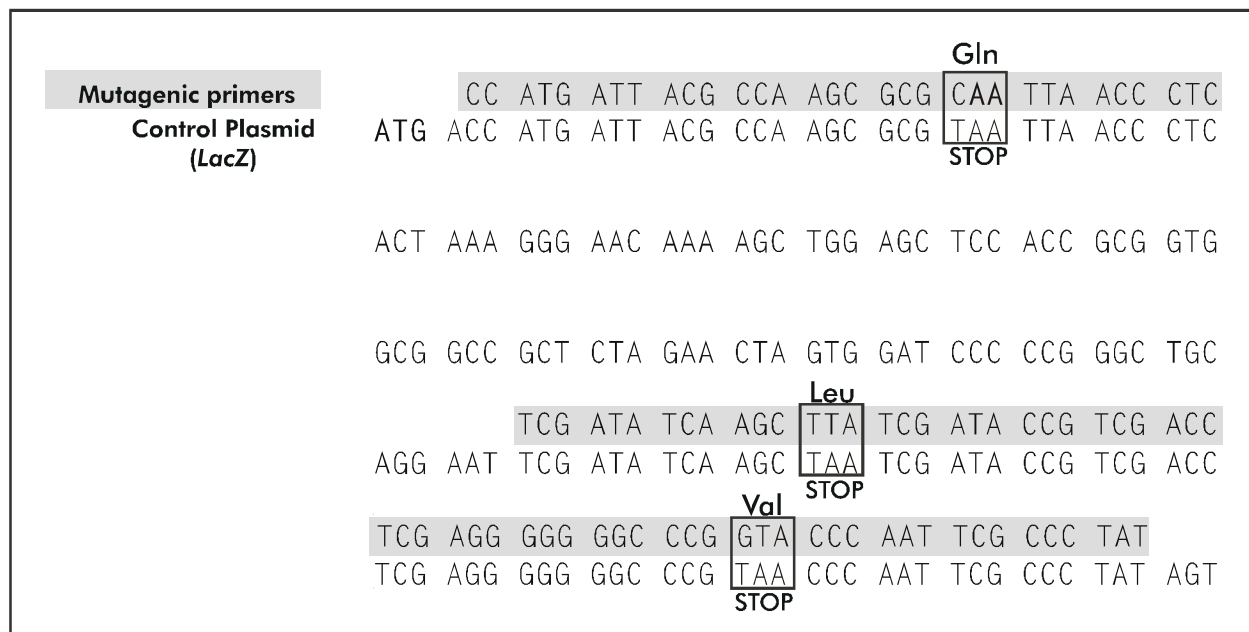 Gln
Mutagenic primers CC ATG ATT ACG CCA AGC GCG CAA TTA ACC CTC
Control Plasmid ATG ACC ATG ATT ACG CCA AGC GCG TAA TTA ACC CTC
(LacZ) STOP
ACT AAA GGG AAC AAA AGC TGG AGC TCC ACC GCG GTG
GCG GCC GCT CTA GAA CTA GTG GAT CCC CCG GGC TGC
Leu
TCG ATA TCA AGC TTA TCG ATA CCG TCG ACC
AGG AAT TCG ATA TCA AGC TAA TCG ATA CCG TCG ACC
STOP
Val
TCG AGG GGG GGC CCG GTA CCC AAT TCG CCC TAT
TCG AGG GGG GGC CCG TAA CCC AAT TCG CCC TAT AGT
STOP